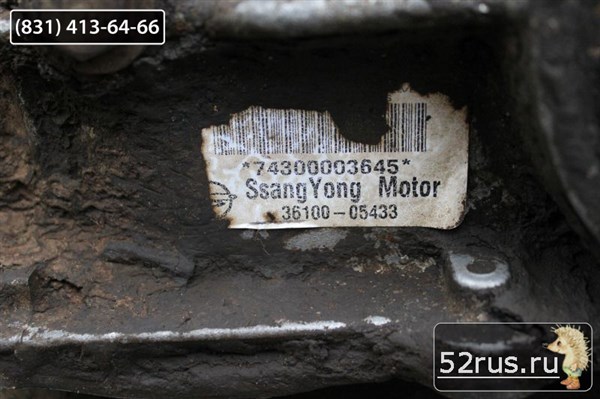 (831) 413-64-66
*74300003645*
SsangYong Motor
36100-05433
52rus.ru